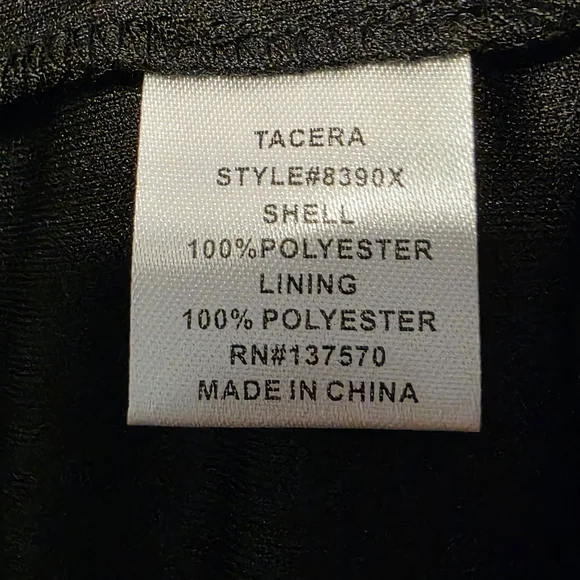 TACERA
STYLE#8390X
SHELL
100%POLYESTER
LINING
100% POLYESTER
RN#137570
MADE IN CHINA